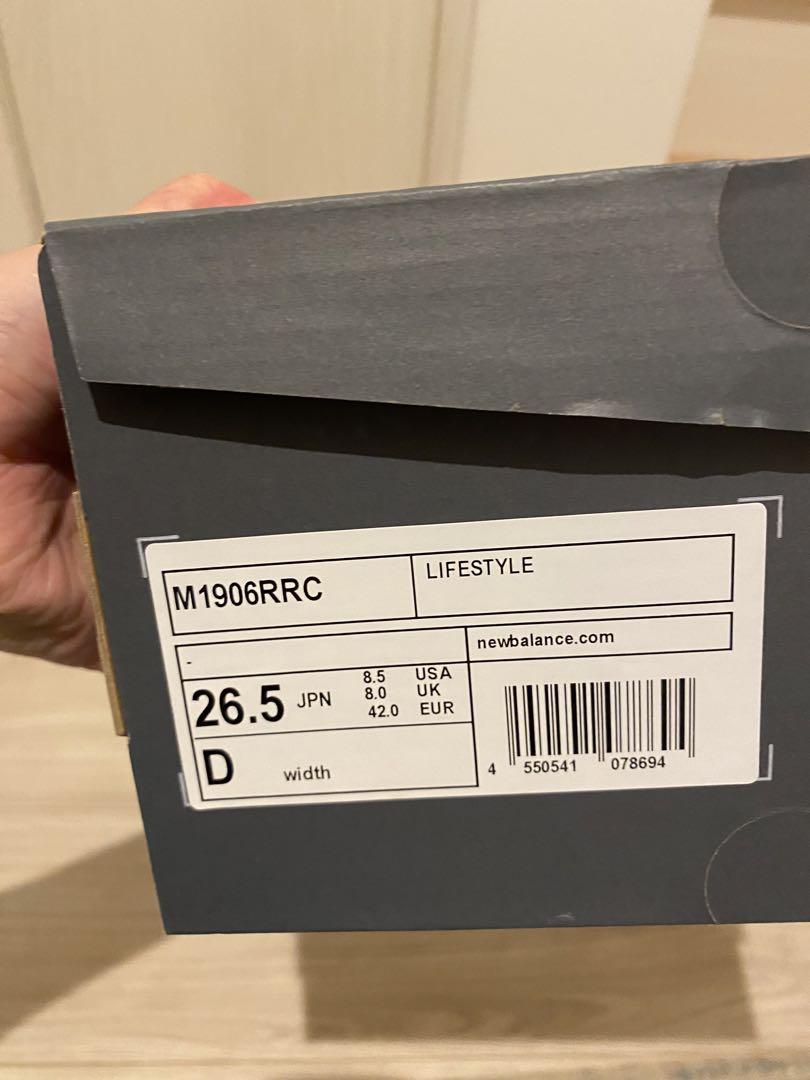 M1906RRC
LIFESTYLE
-
newbalance.com
26.5 JPN
8.5 USA
8.0 UK
42.0 EUR
D width
4 550541 078694